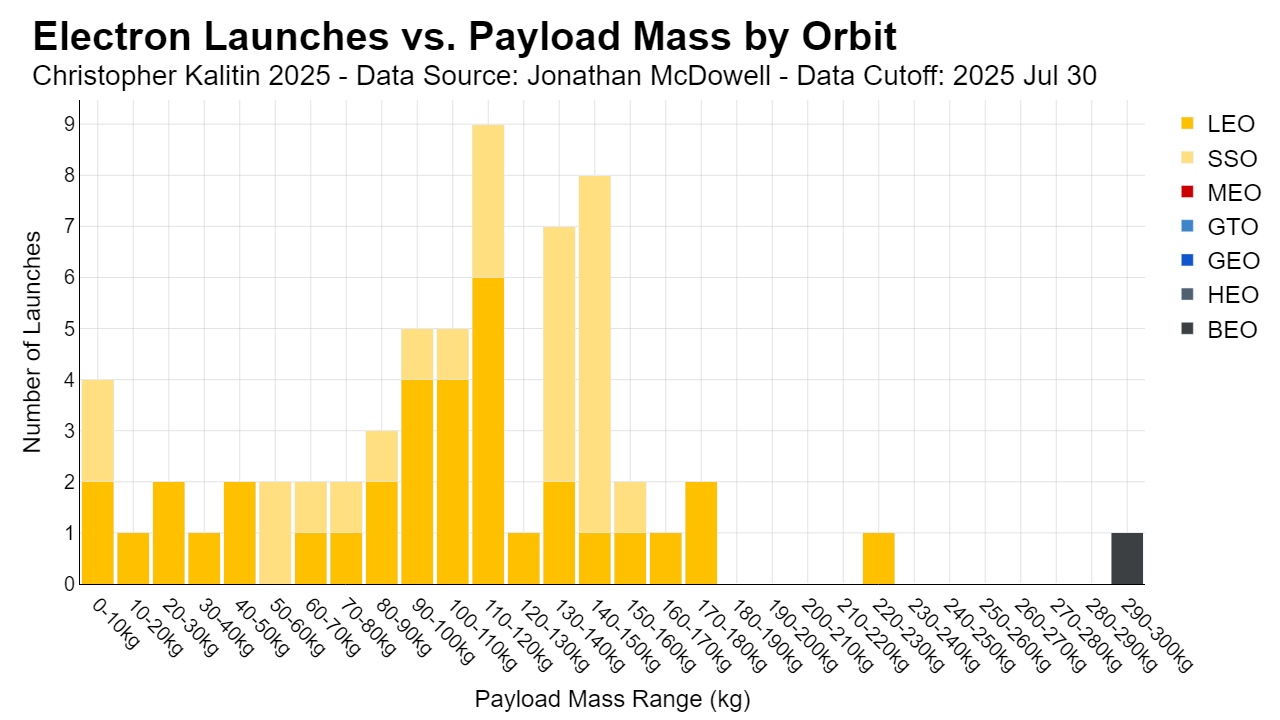 Electron Launches vs. Payload Mass by Orbit
Christopher Kalitin 2025 - Data Source: Jonathan McDowell - Data Cutoff: 2025 Jul 30
LEO
SSO
MEO
GTO
GEO
HEO
BEO
Number of Launches
9
8
7
6
5
4
3
2
1
0
0-10kg
10-20kg
20-30kg
30-40kg
40-50kg
50-60kg
60-70kg
70-80kg
80-90kg
90-100kg
100-110kg
110-120kg
120-130kg
130-140kg
140-150kg
150-160kg
160-170kg
170-180kg
180-190kg
190-200kg
200-210kg
210-220kg
220-230kg
230-240kg
240-250kg
250-260kg
260-270kg
270-280kg
280-290kg
290-300kg
Payload Mass Range (kg)